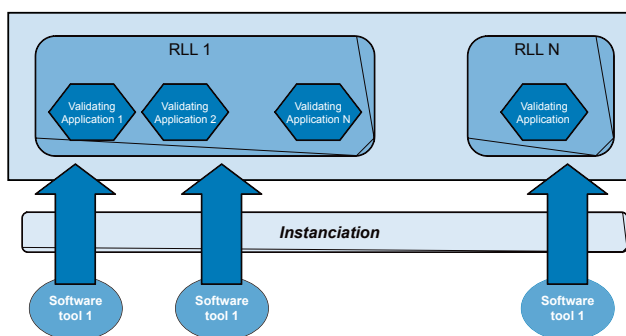 RLL 1
RLL N
Validating
Application 1
Validating
Application 2
Validating
Application N
Validating
Application
Instanciation
Software
tool 1
Software
tool 1
Software
tool 1